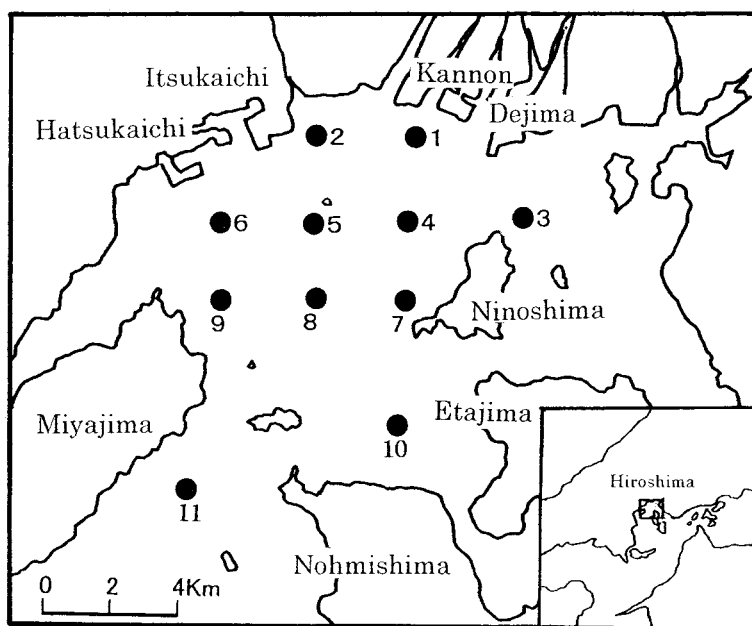 Itsukaichi
Kannon
Hatsukaichi
Dejima
2
1
6
5
4
3
9
8
7
Ninoshima
Miyajima
Etajima
10
Hiroshima
11
Nohmishima
0 2 4Km